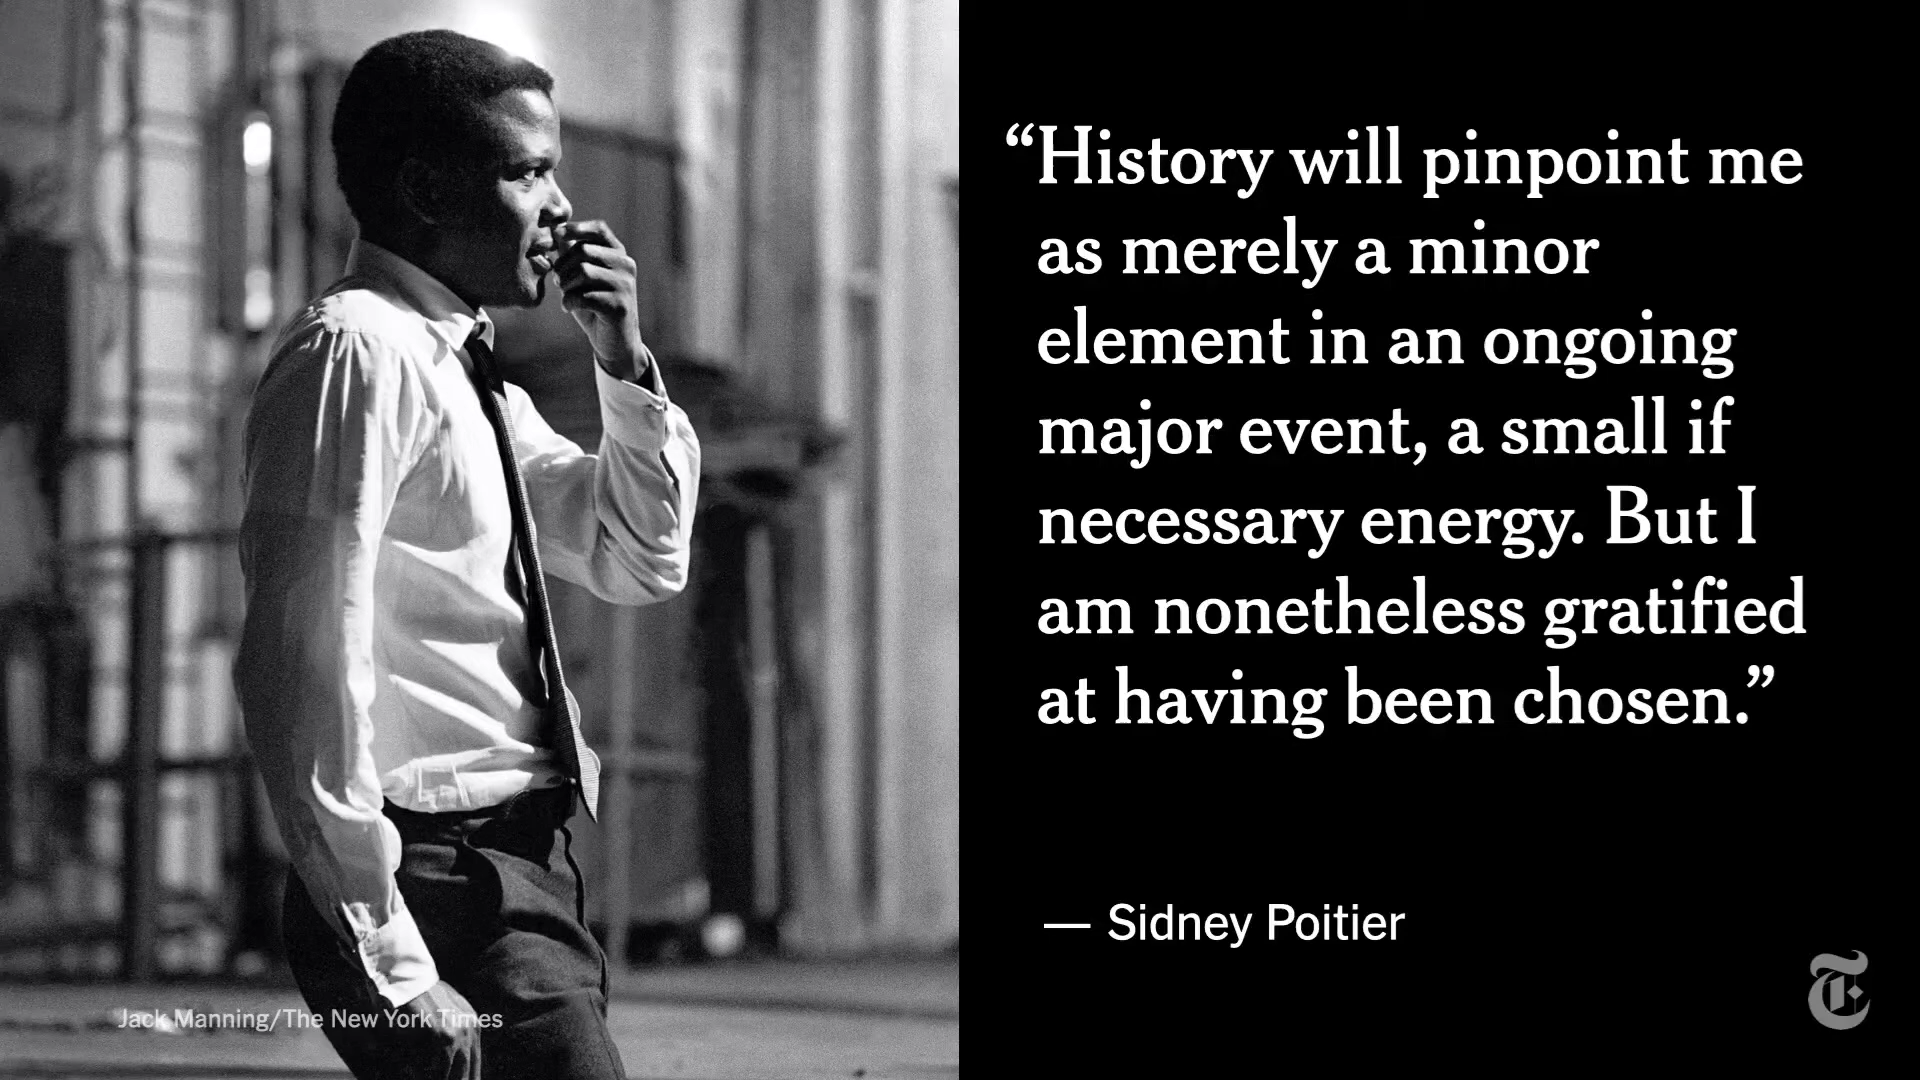 “History will pinpoint me
as merely a minor
element in an ongoing
major event, a small if
necessary energy. But I
am nonetheless gratified
at having been chosen.”
— Sidney Poitier
Jack Manning/The New York Times
T